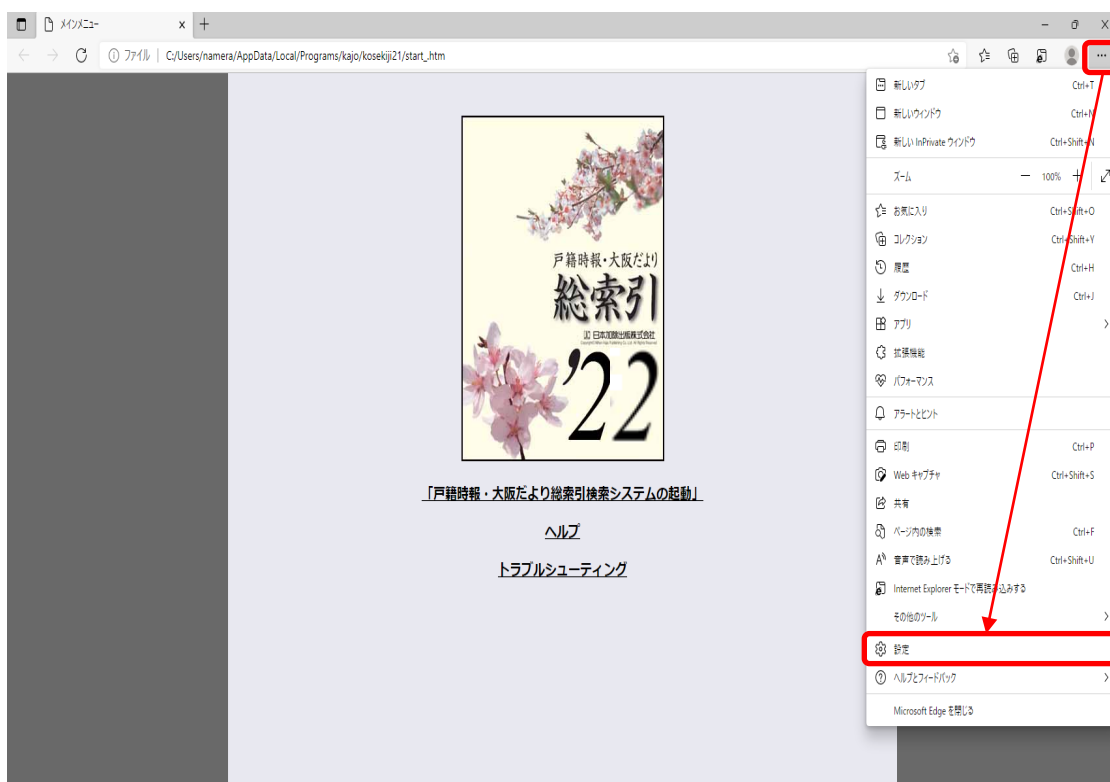 メインメニュー
ファイル | C:/Users/namera/AppData/Local/Programs/kajo/kosekiji21/start_.htm
戸籍時報・大阪だより
総索引
日本加除出版株式会社
'22
「戸籍時報・大阪だより総索引検索システムの起動」
ヘルプ
トラブルシューティング
新しいタブ Ctrl+T
新しいウィンドウ Ctrl+N
新しい InPrivate ウィンドウ Ctrl+Shift+N
ズーム 100%
お気に入り Ctrl+Shift+O
コレクション Ctrl+Shift+Y
履歴 Ctrl+H
ダウンロード Ctrl+J
アプリ
拡張機能
パフォーマンス
アラートとヒント
印刷 Ctrl+P
Web キャプチャ Ctrl+Shift+S
共有
ページ内の検索 Ctrl+F
音声で読み上げる Ctrl+Shift+U
Internet Explorer モードで再読み込みする
その他のツール
設定
ヘルプとフィードバック
Microsoft Edge を閉じる